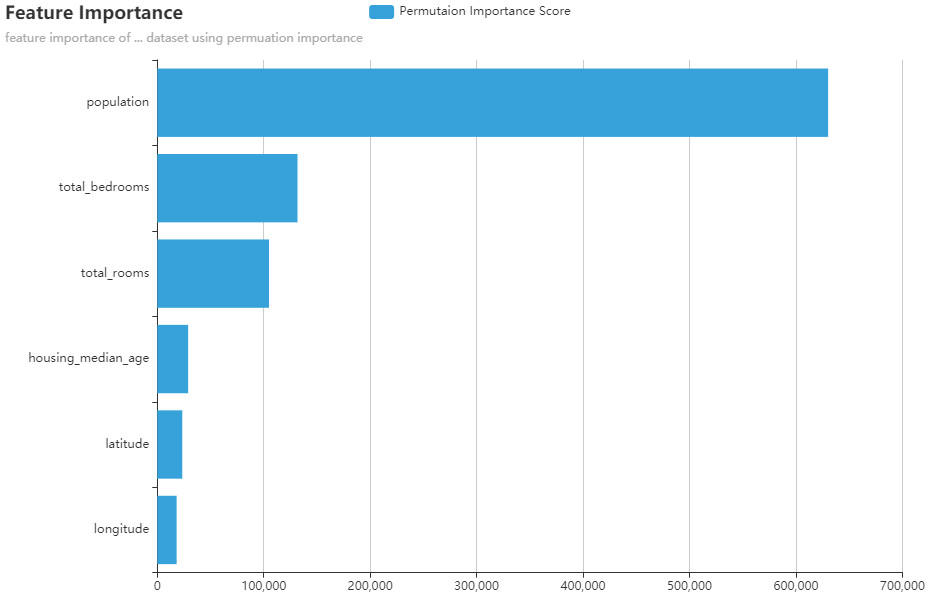 Feature Importance
Permutaion Importance Score
feature importance of ... dataset using permuation importance
population
total_bedrooms
total_rooms
housing_median_age
latitude
longitude
0 100,000 200,000 300,000 400,000 500,000 600,000 700,000